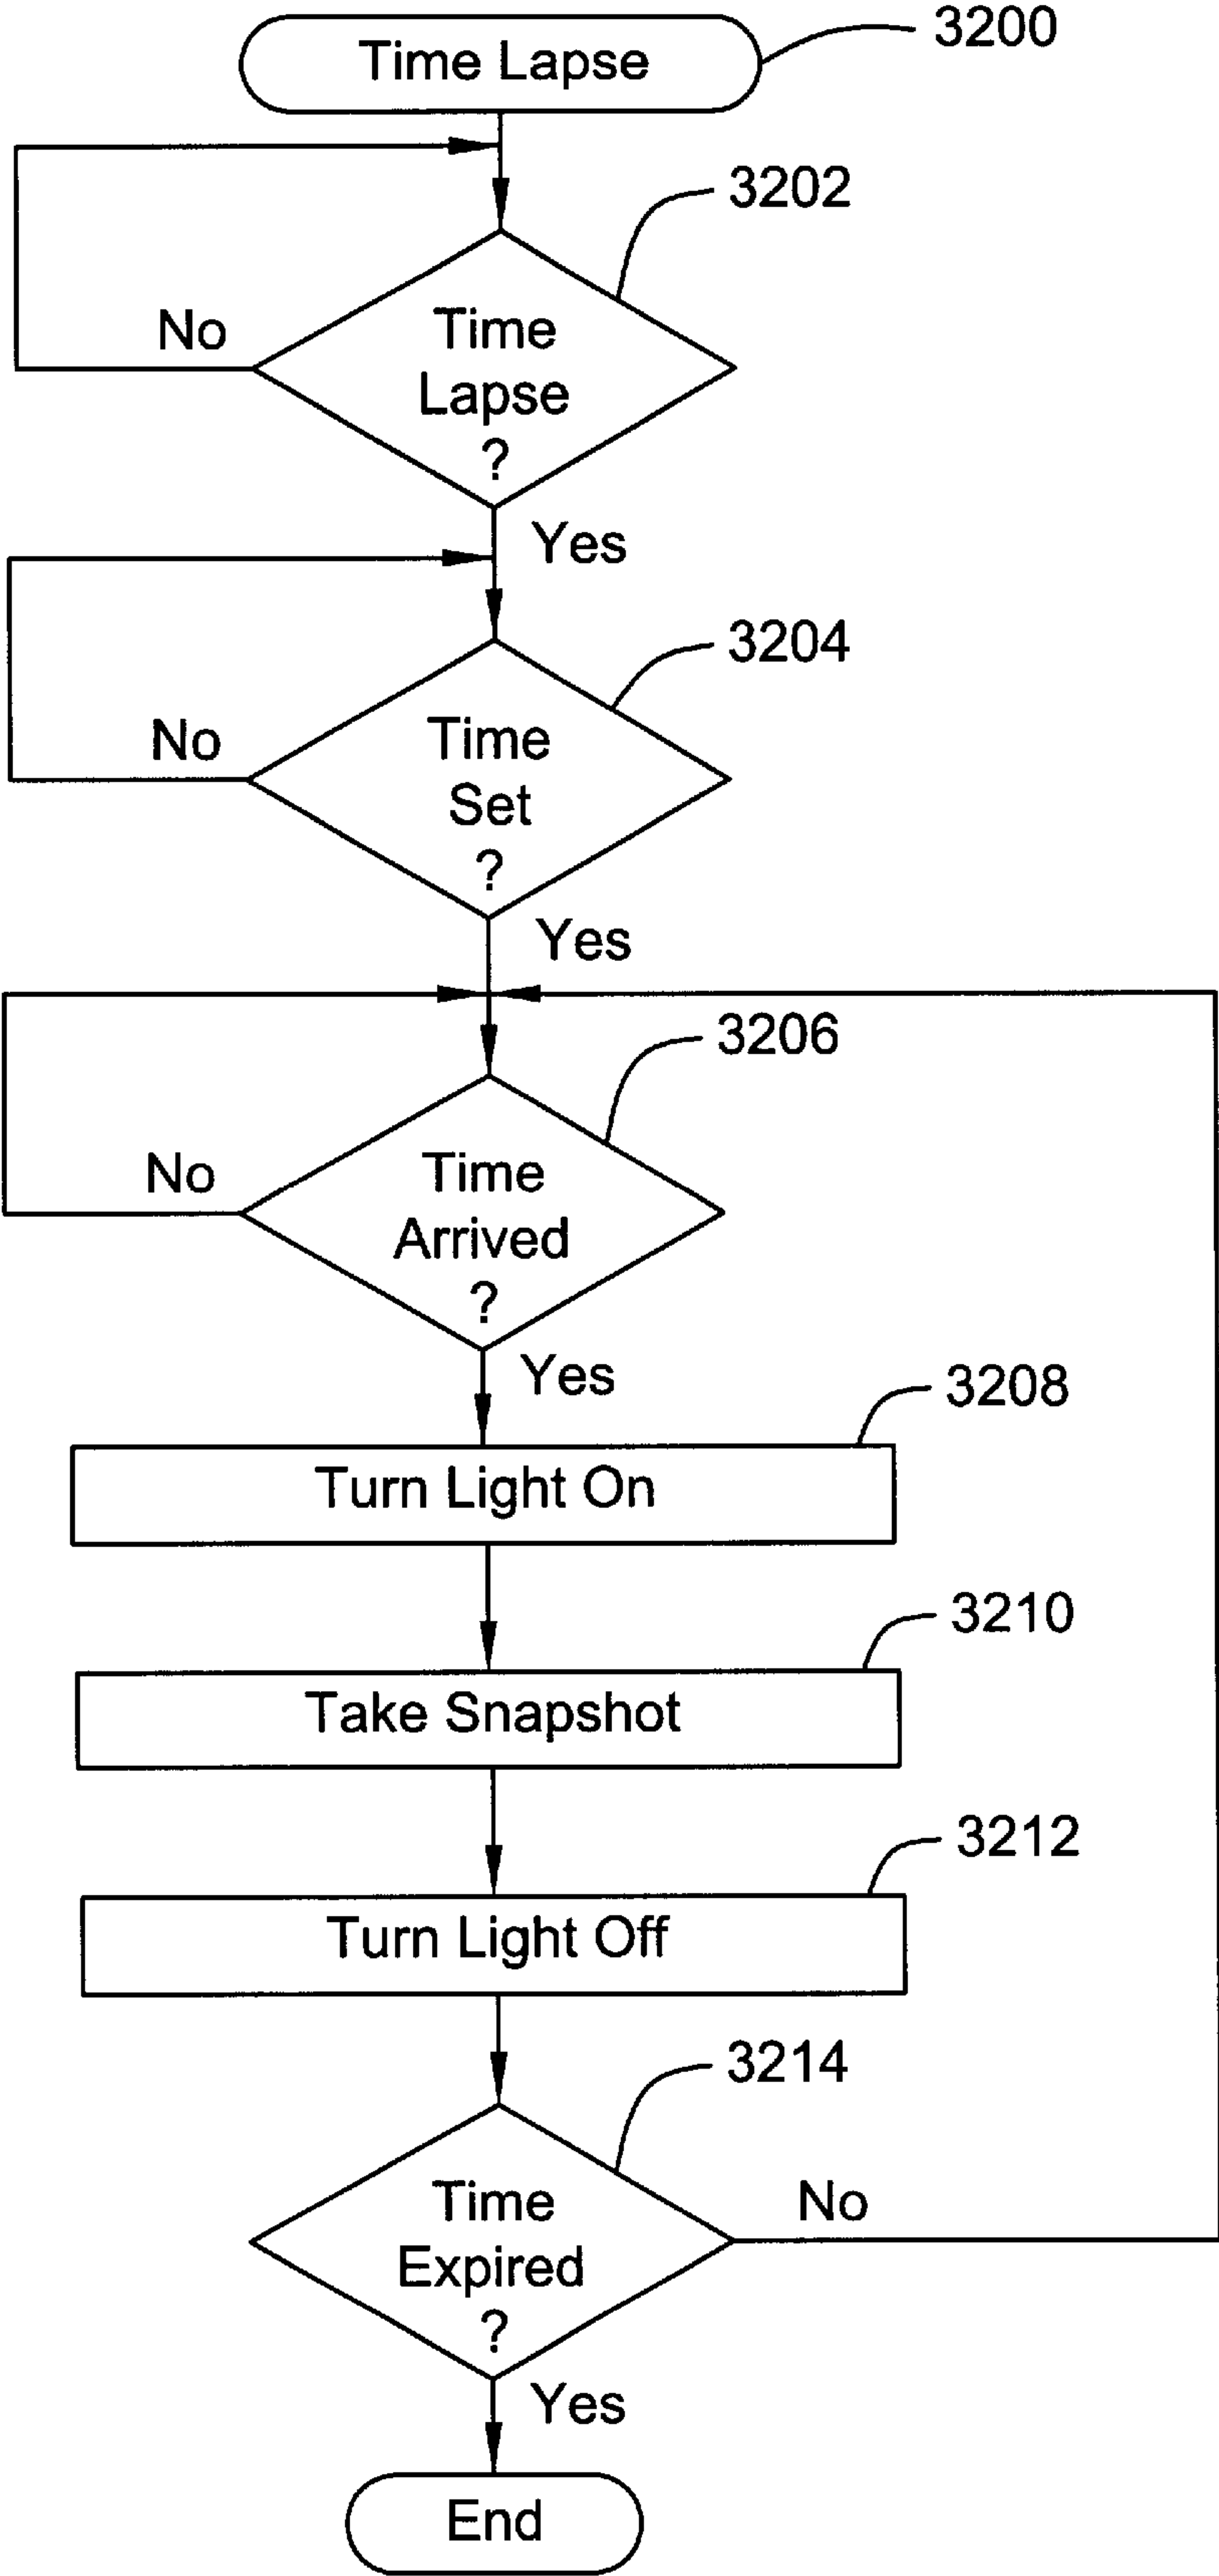 Time Lapse
3200
3202
Time
Lapse
?
No
Yes
3204
Time
Set
?
No
Yes
3206
Time
Arrived
?
No
Yes
3208
Turn Light On
3210
Take Snapshot
3212
Turn Light Off
3214
Time
Expired
?
No
Yes
End